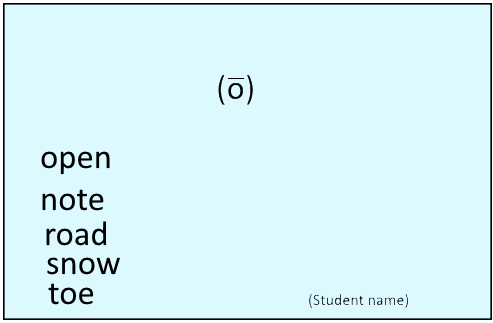 (ō)
open
note
road
snow
toe
(Student name)